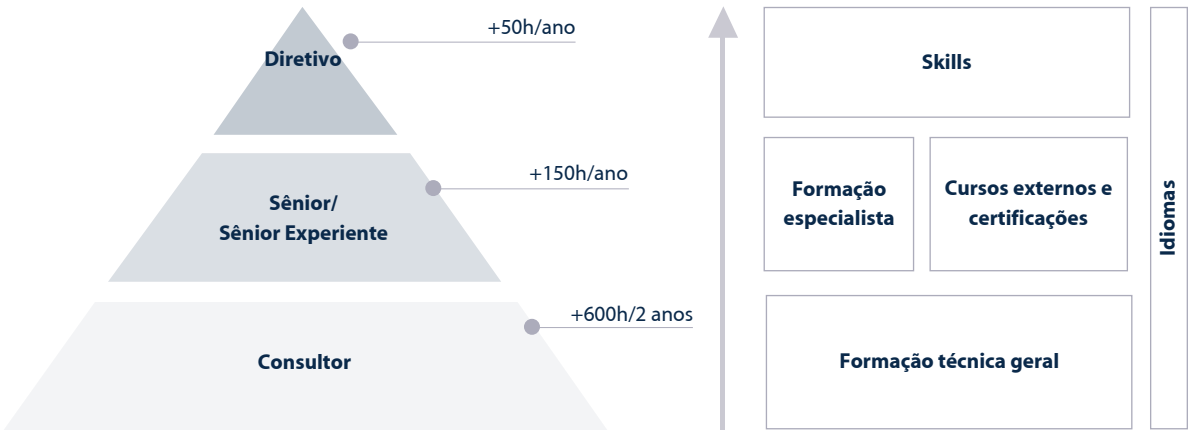 +50h/ano
Diretivo
+150h/ano
Sênior/
Sênior Experiente
+600h/2 anos
Consultor
Skills
Formação
especialista
Cursos externos e
certificações
Formação técnica geral
Idiomas